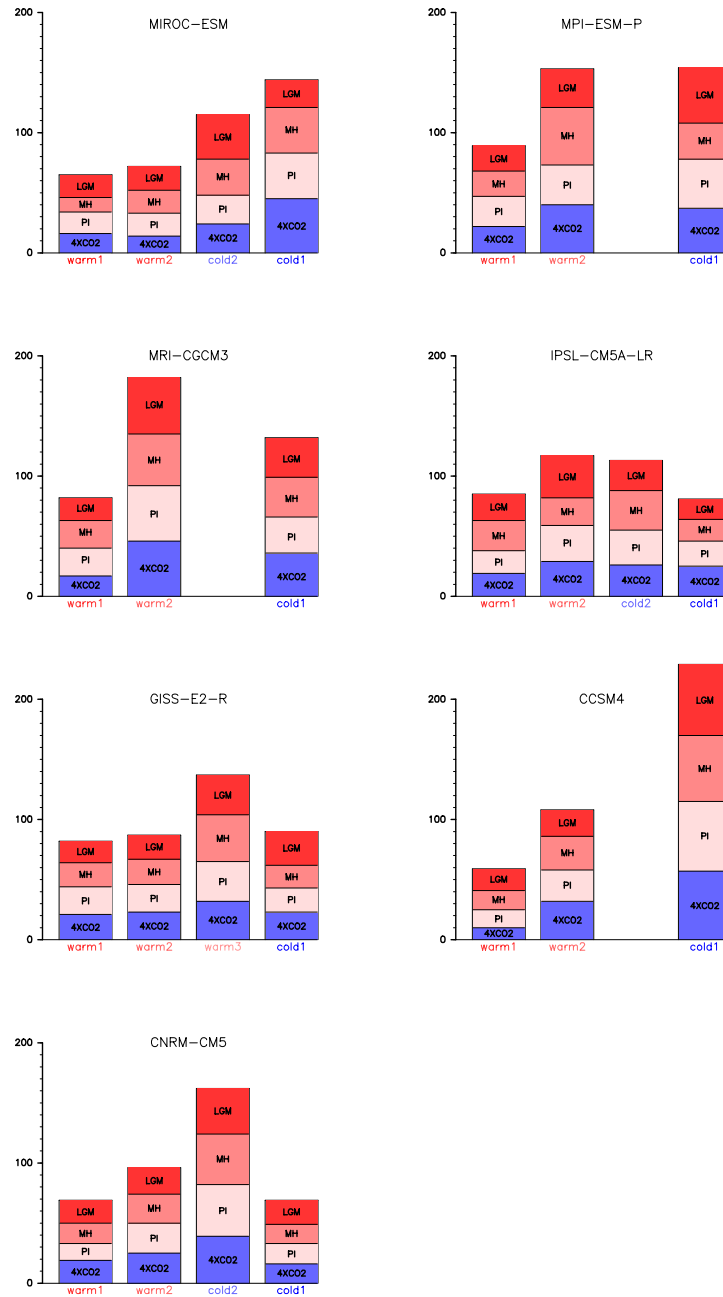 MIROC-ESM
200
100
0
LGM
MH
PI
4XCO2
LGM
MH
PI
4XCO2
LGM
MH
PI
4XCO2
LGM
MH
PI
4XCO2
warm1 warm2 cold2 cold1
MPI-ESM-P
200
100
0
LGM
MH
PI
4XCO2
LGM
MH
PI
4XCO2
LGM
MH
PI
4XCO2
warm1 warm2 cold1
MRI-CGCM3
200
100
0
LGM
MH
PI
4XCO2
LGM
MH
PI
4XCO2
LGM
MH
PI
4XCO2
warm1 warm2 cold1
IPSL-CM5A-LR
200
100
0
LGM
MH
PI
4XCO2
LGM
MH
PI
4XCO2
LGM
MH
PI
4XCO2
LGM
MH
PI
4XCO2
warm1 warm2 cold2 cold1
GISS-E2-R
200
100
0
LGM
MH
PI
4XCO2
LGM
MH
PI
4XCO2
LGM
MH
PI
4XCO2
LGM
MH
PI
4XCO2
warm1 warm2 warm3 cold1
CCSM4
200
100
0
LGM
MH
PI
4XCO2
LGM
MH
PI
4XCO2
LGM
MH
PI
4XCO2
warm1 warm2 cold1
CNRM-CM5
200
100
0
LGM
MH
PI
4XCO2
LGM
MH
PI
4XCO2
LGM
MH
PI
4XCO2
LGM
MH
PI
4XCO2
warm1 warm2 cold2 cold1